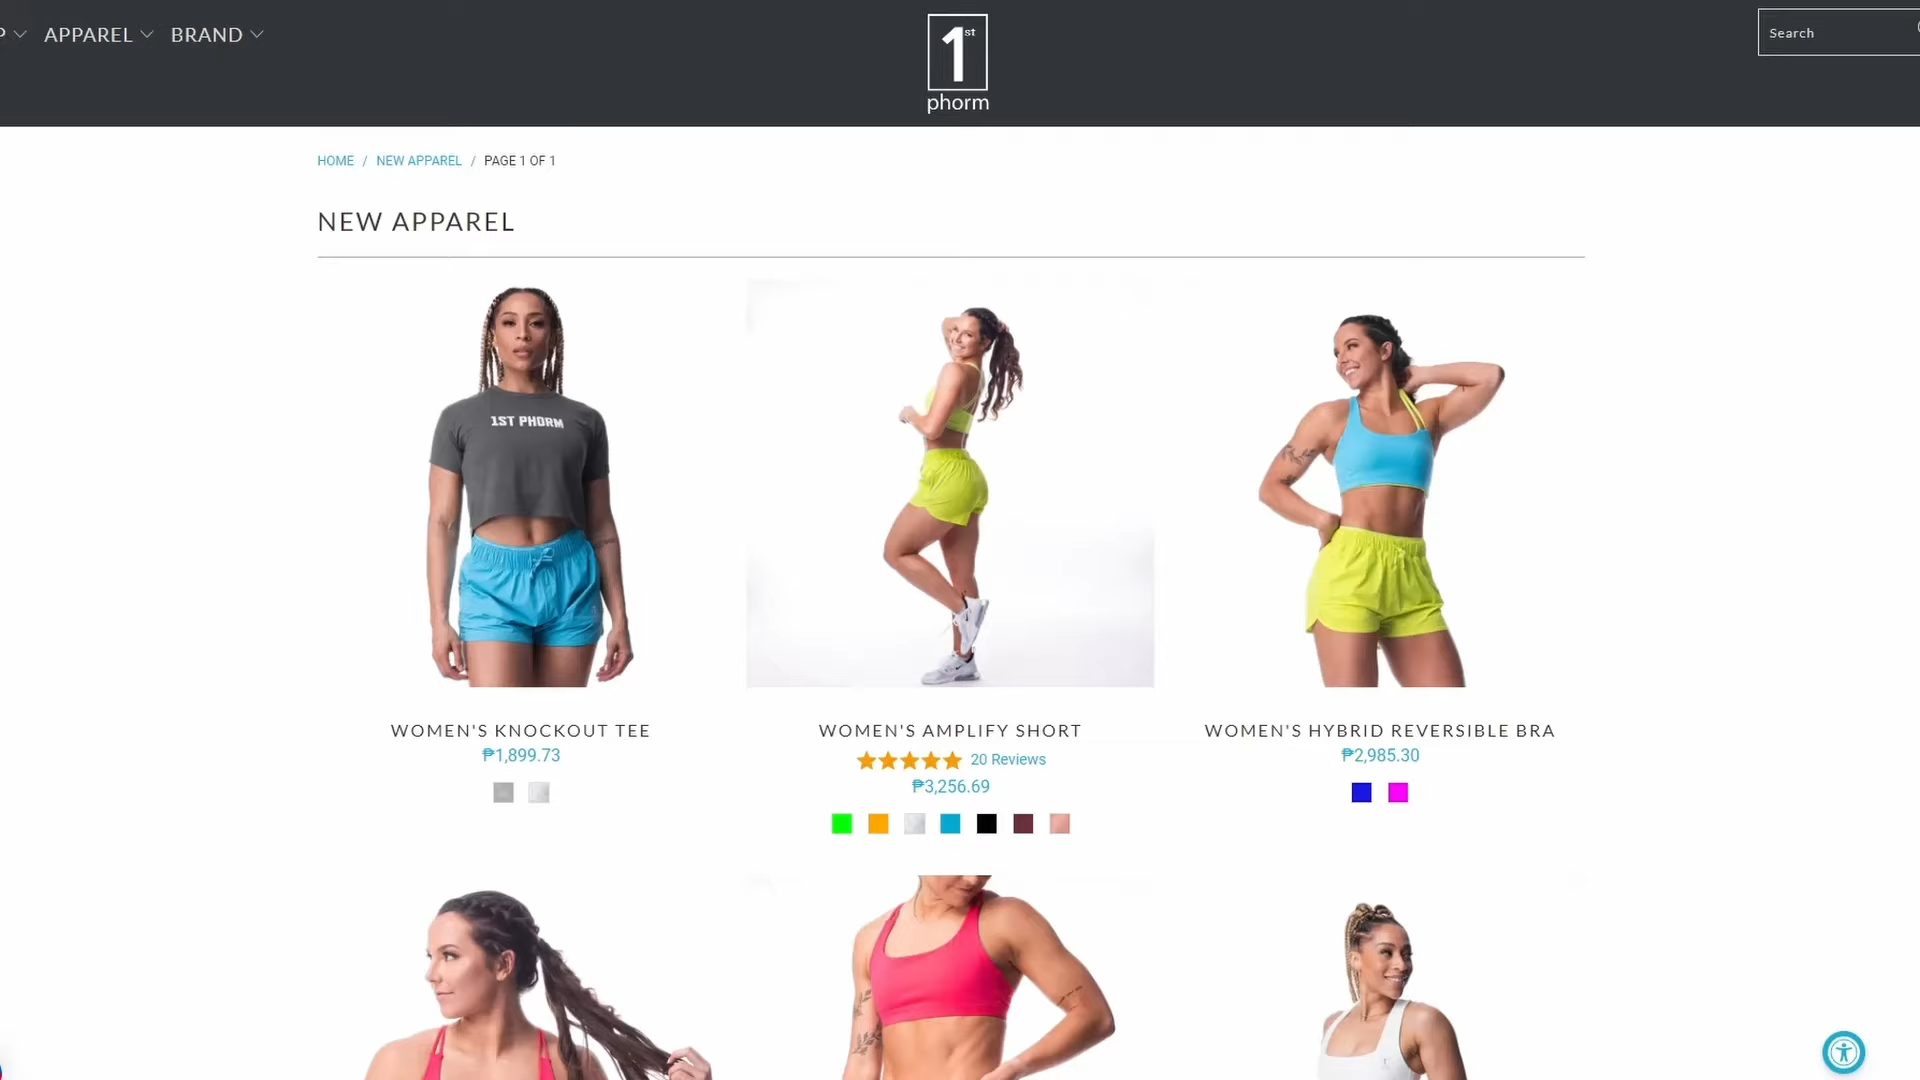 APPAREL
BRAND
1st
phorm
Search
HOME / NEW APPAREL / PAGE 1 OF 1
NEW APPAREL
1ST PHORM
WOMEN'S KNOCKOUT TEE
₱1,899.73
WOMEN'S AMPLIFY SHORT
20 Reviews
₱3,256.69
WOMEN'S HYBRID REVERSIBLE BRA
₱2,985.30